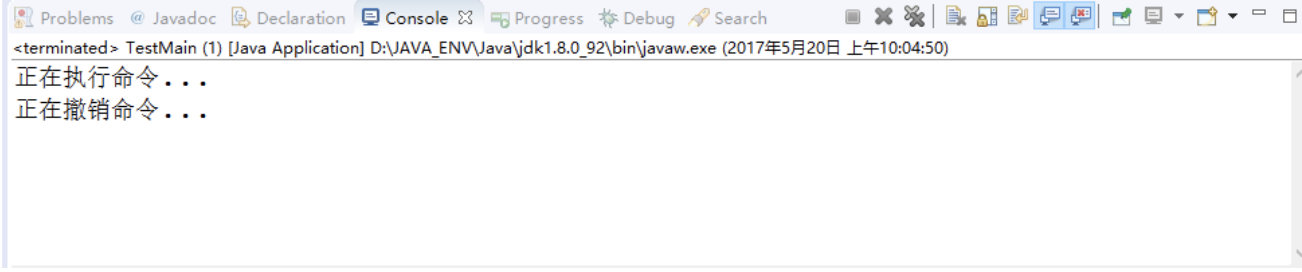 Problems @ Javadoc Declaration Console Progress Debug Search
<terminated> TestMain (1) [Java Application] D:\JAVA_ENV\Java\jdk1.8.0_92\bin\javaw.exe (2017年5月20日 上午10:04:50)
正在执行命令...
正在撤销命令...